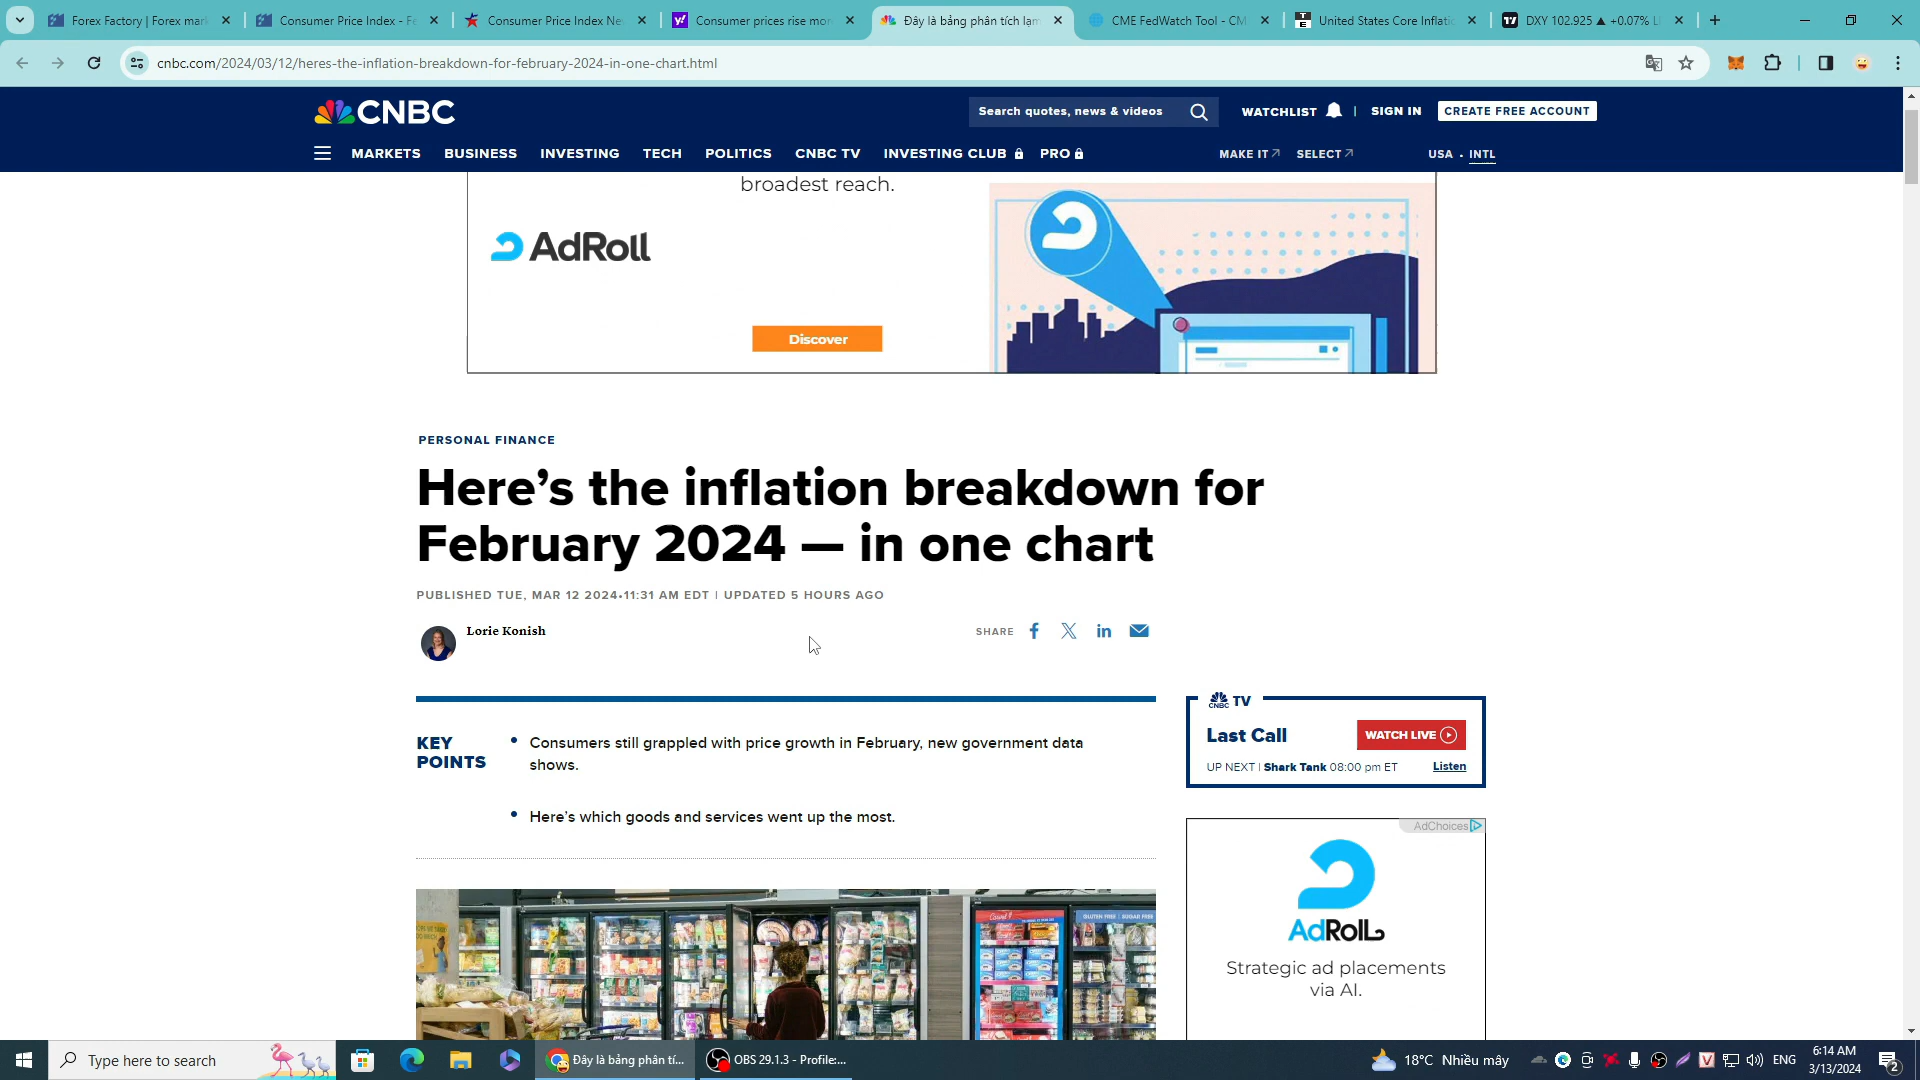 Forex Factory | Forex mark
Consumer Price Index - Fe
Consumer Price Index Ne
Consumer prices rise mor
Đây là bảng phân tích lạm
CME FedWatch Tool - CM
United States Core Inflati
DXY 102.925 ▲ +0.07% U
cnbc.com/2024/03/12/heres-the-inflation-breakdown-for-february-2024-in-one-chart.html
CNBC
Search quotes, news & videos
WATCHLIST
SIGN IN
CREATE FREE ACCOUNT
MARKETS BUSINESS INVESTING TECH POLITICS CNBC TV INVESTING CLUB PRO
MAKE IT SELECT
USA • INTL
broadest reach.
AdRoll
Discover
PERSONAL FINANCE
Here’s the inflation breakdown for
February 2024 — in one chart
PUBLISHED TUE, MAR 12 2024•11:31 AM EDT | UPDATED 5 HOURS AGO
Lorie Konish
SHARE
KEY
POINTS
Consumers still grappled with price growth in February, new government data
shows.
Here’s which goods and services went up the most.
CNBC TV
Last Call
WATCH LIVE
UP NEXT | Shark Tank 08:00 pm ET
Listen
AdChoices
AdRoll
Strategic ad placements
via AI.
Type here to search
Đây là bảng phân tí...
OBS 29.1.3 - Profile:...
18°C Nhiều mây
ENG
6:14 AM
3/13/2024
2